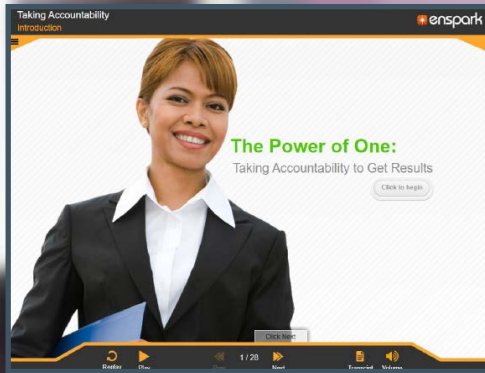 Taking Accountability
Introduction
enspark
The Power of One:
Taking Accountability to Get Results
Click to begin
Click Next
Replay Play Prev 1 / 28 Next Transcript Volume